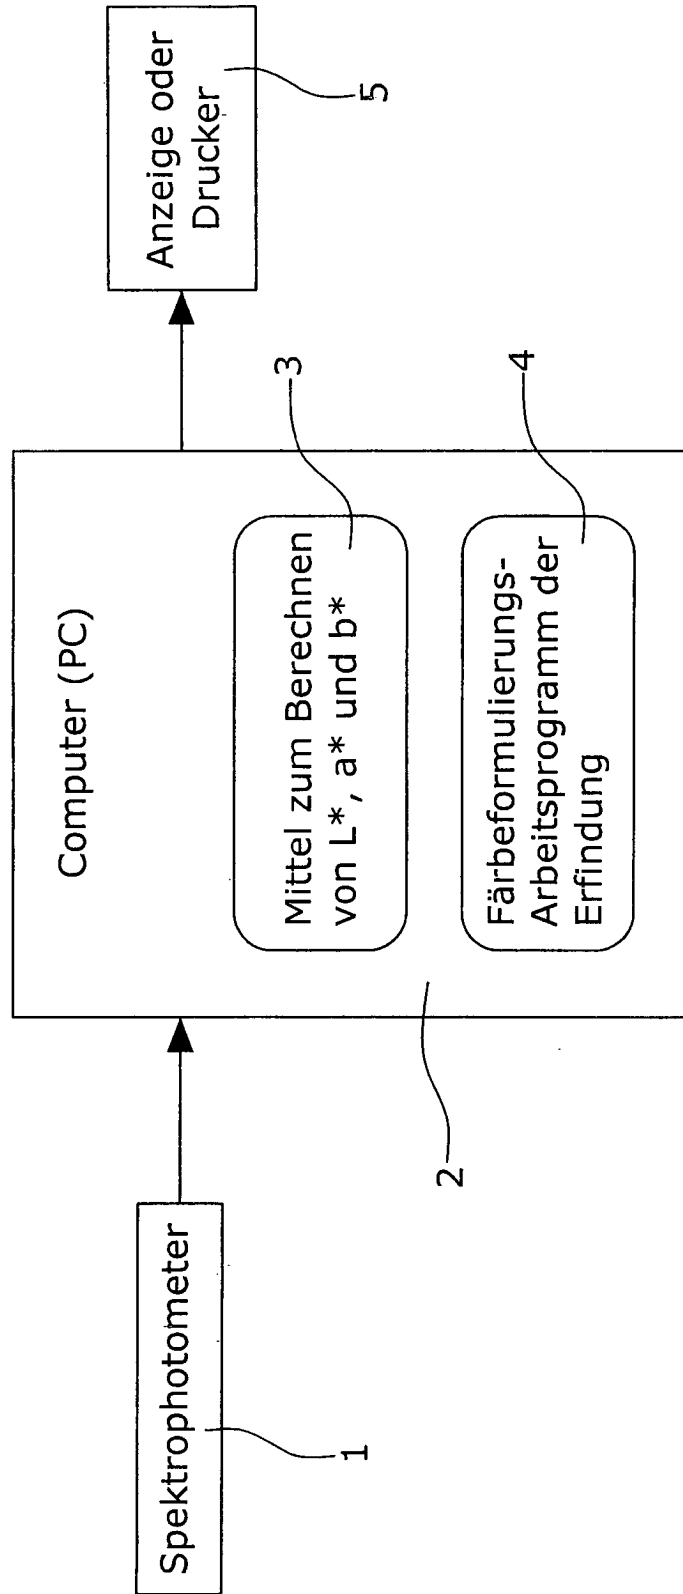 Spektrophotometer
1
Computer (PC)
Mittel zum Berechnen
von L*, a* und b*
3
Färbeformulierungs-
Arbeitsprogramm der
Erfindung
4
2
Anzeige oder
Drucker
5